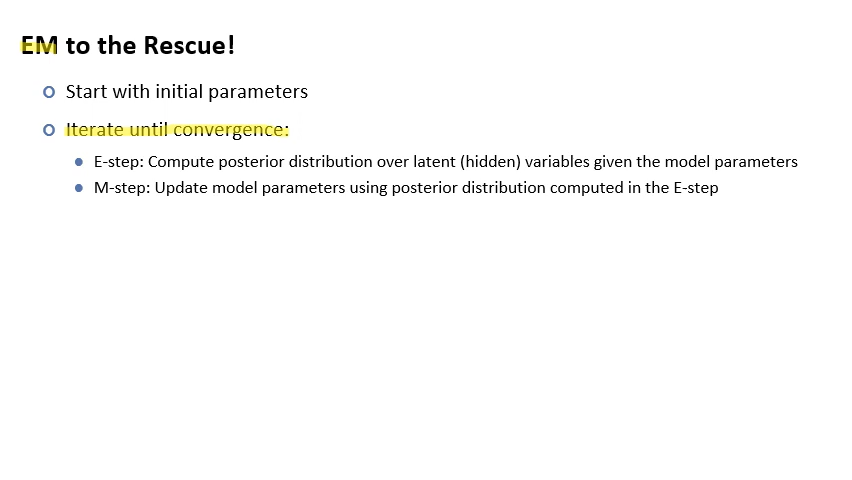 EM to the Rescue!
Start with initial parameters
Iterate until convergence:
E-step: Compute posterior distribution over latent (hidden) variables given the model parameters
M-step: Update model parameters using posterior distribution computed in the E-step